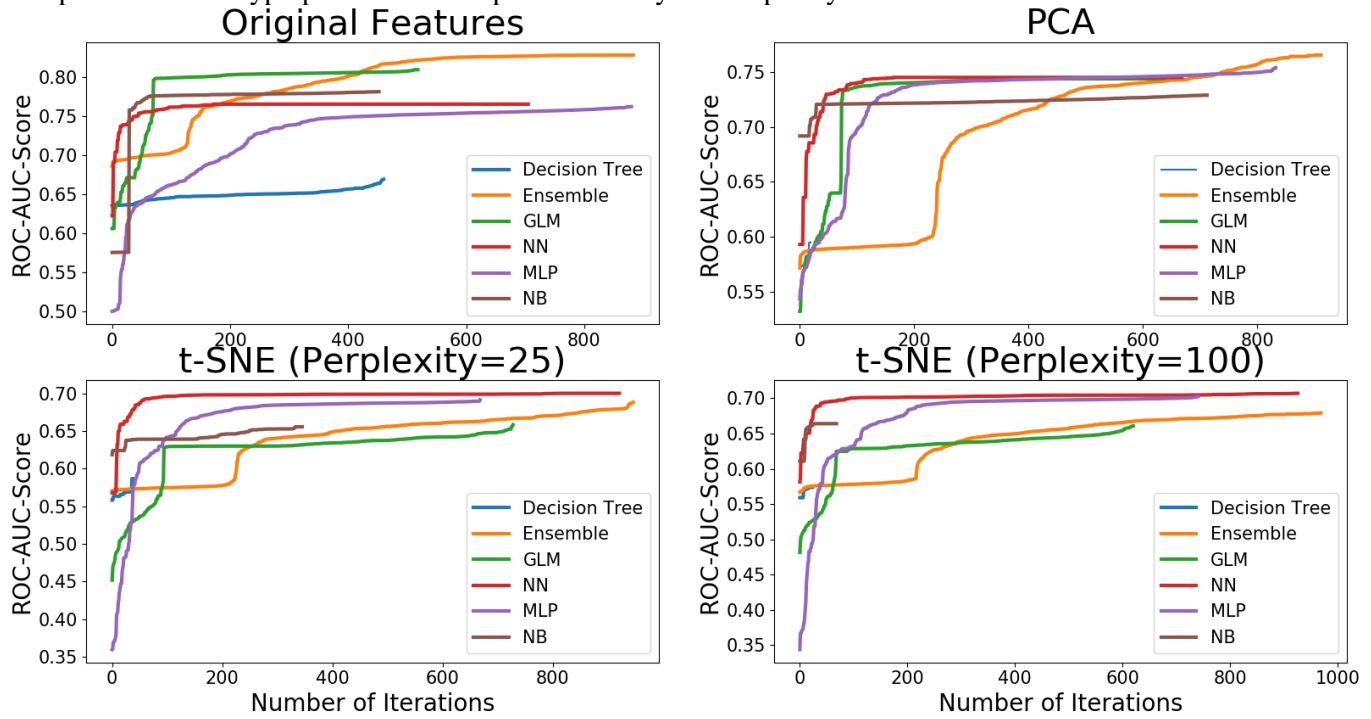 Original Features
ROC-AUC-Score
0.80
0.75
0.70
0.65
0.60
0.55
0.50
0
200
400
600
800
Decision Tree
Ensemble
GLM
NN
MLP
NB
PCA
ROC-AUC-Score
0.75
0.70
0.65
0.60
0.55
0
200
400
600
800
Decision Tree
Ensemble
GLM
NN
MLP
NB
t-SNE (Perplexity=25)
ROC-AUC-Score
0.70
0.65
0.60
0.55
0.50
0.45
0.40
0.35
0
200
400
600
800
Number of Iterations
Decision Tree
Ensemble
GLM
NN
MLP
NB
t-SNE (Perplexity=100)
ROC-AUC-Score
0.70
0.65
0.60
0.55
0.50
0.45
0.40
0.35
0
200
400
600
800
1000
Number of Iterations
Decision Tree
Ensemble
GLM
NN
MLP
NB